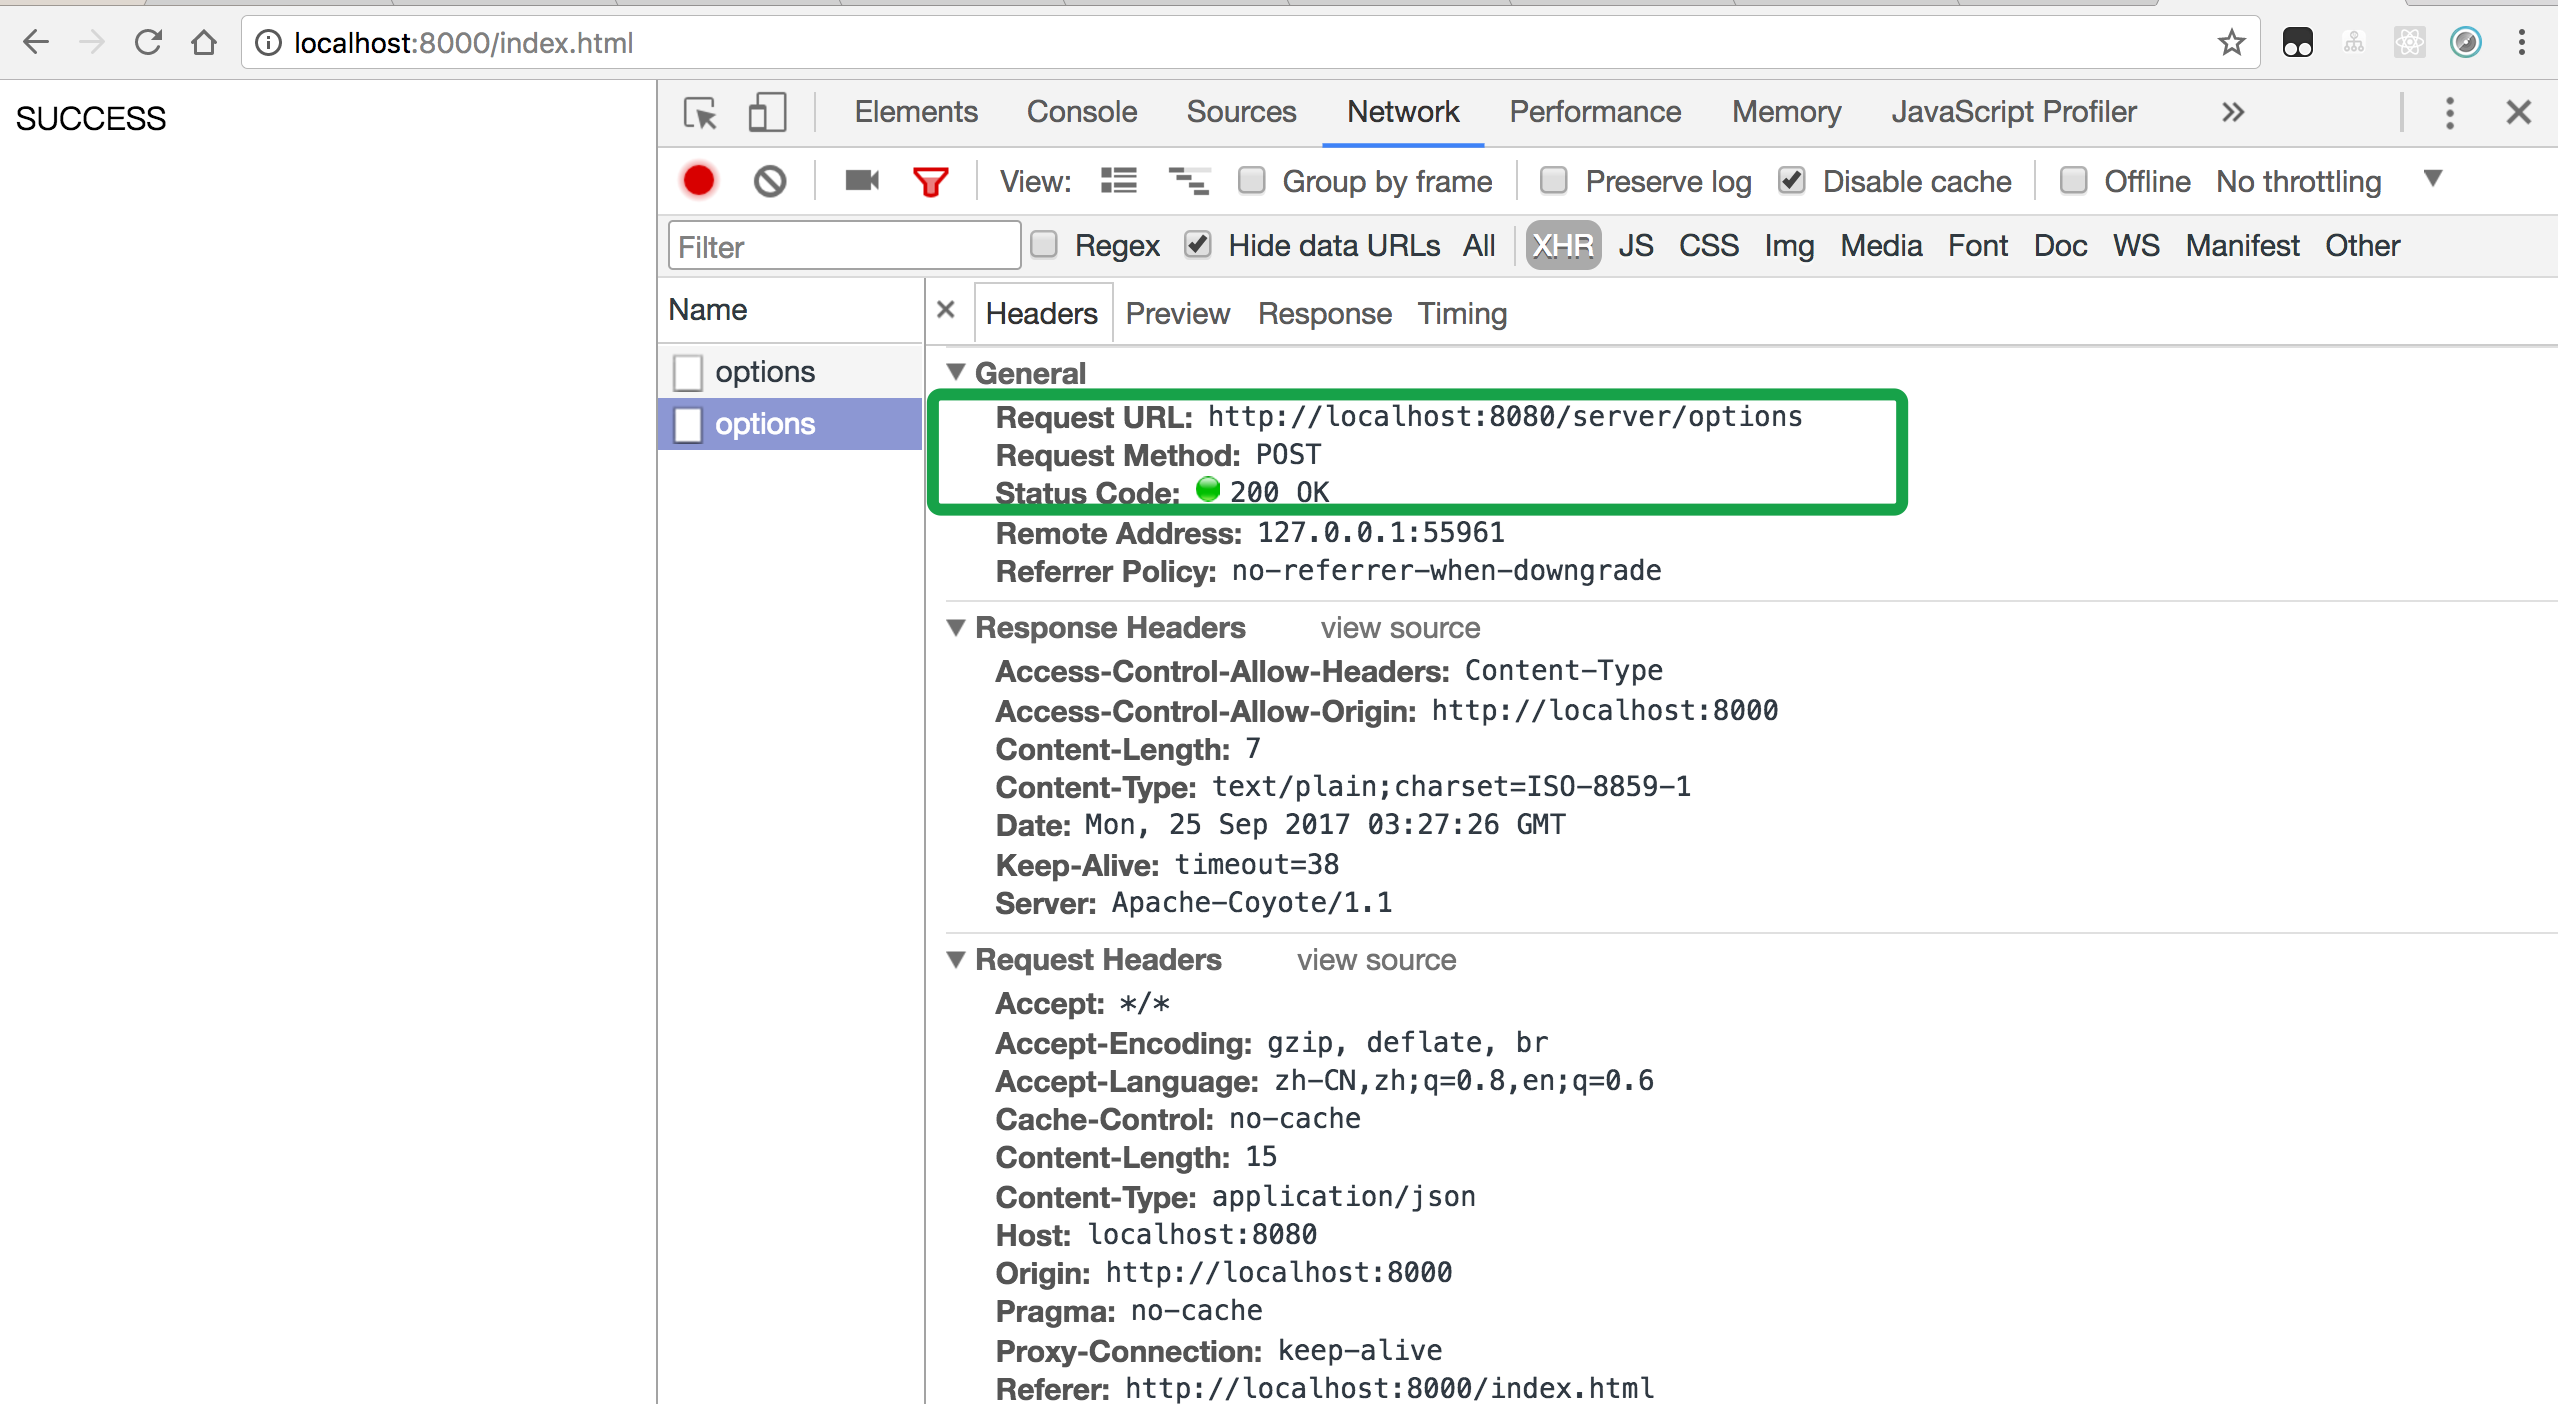 localhost:8000/index.html
SUCCESS
Elements Console Sources Network Performance Memory JavaScript Profiler
View: Group by frame Preserve log Disable cache Offline No throttling
Filter Regex Hide data URLs All XHR JS CSS Img Media Font Doc WS Manifest Other
Name
Headers Preview Response Timing
options
options
General
Request URL: http://localhost:8080/server/options
Request Method: POST
Status Code: 200 OK
Remote Address: 127.0.0.1:55961
Referrer Policy: no-referrer-when-downgrade
Response Headers view source
Access-Control-Allow-Headers: Content-Type
Access-Control-Allow-Origin: http://localhost:8000
Content-Length: 7
Content-Type: text/plain;charset=ISO-8859-1
Date: Mon, 25 Sep 2017 03:27:26 GMT
Keep-Alive: timeout=38
Server: Apache-Coyote/1.1
Request Headers view source
Accept: */*
Accept-Encoding: gzip, deflate, br
Accept-Language: zh-CN,zh;q=0.8,en;q=0.6
Cache-Control: no-cache
Content-Length: 15
Content-Type: application/json
Host: localhost:8080
Origin: http://localhost:8000
Pragma: no-cache
Proxy-Connection: keep-alive
Referer: http://localhost:8000/index.html